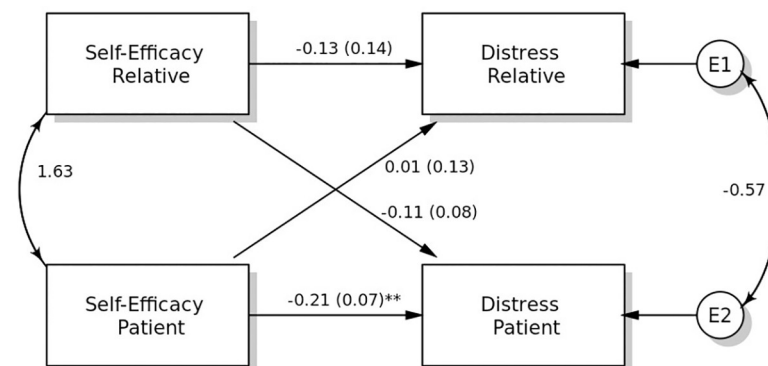 Self-Efficacy
Relative
-0.13 (0.14)
Distress
Relative
E1
1.63
0.01 (0.13)
-0.57
-0.11 (0.08)
Self-Efficacy
Patient
-0.21 (0.07)**
Distress
Patient
E2